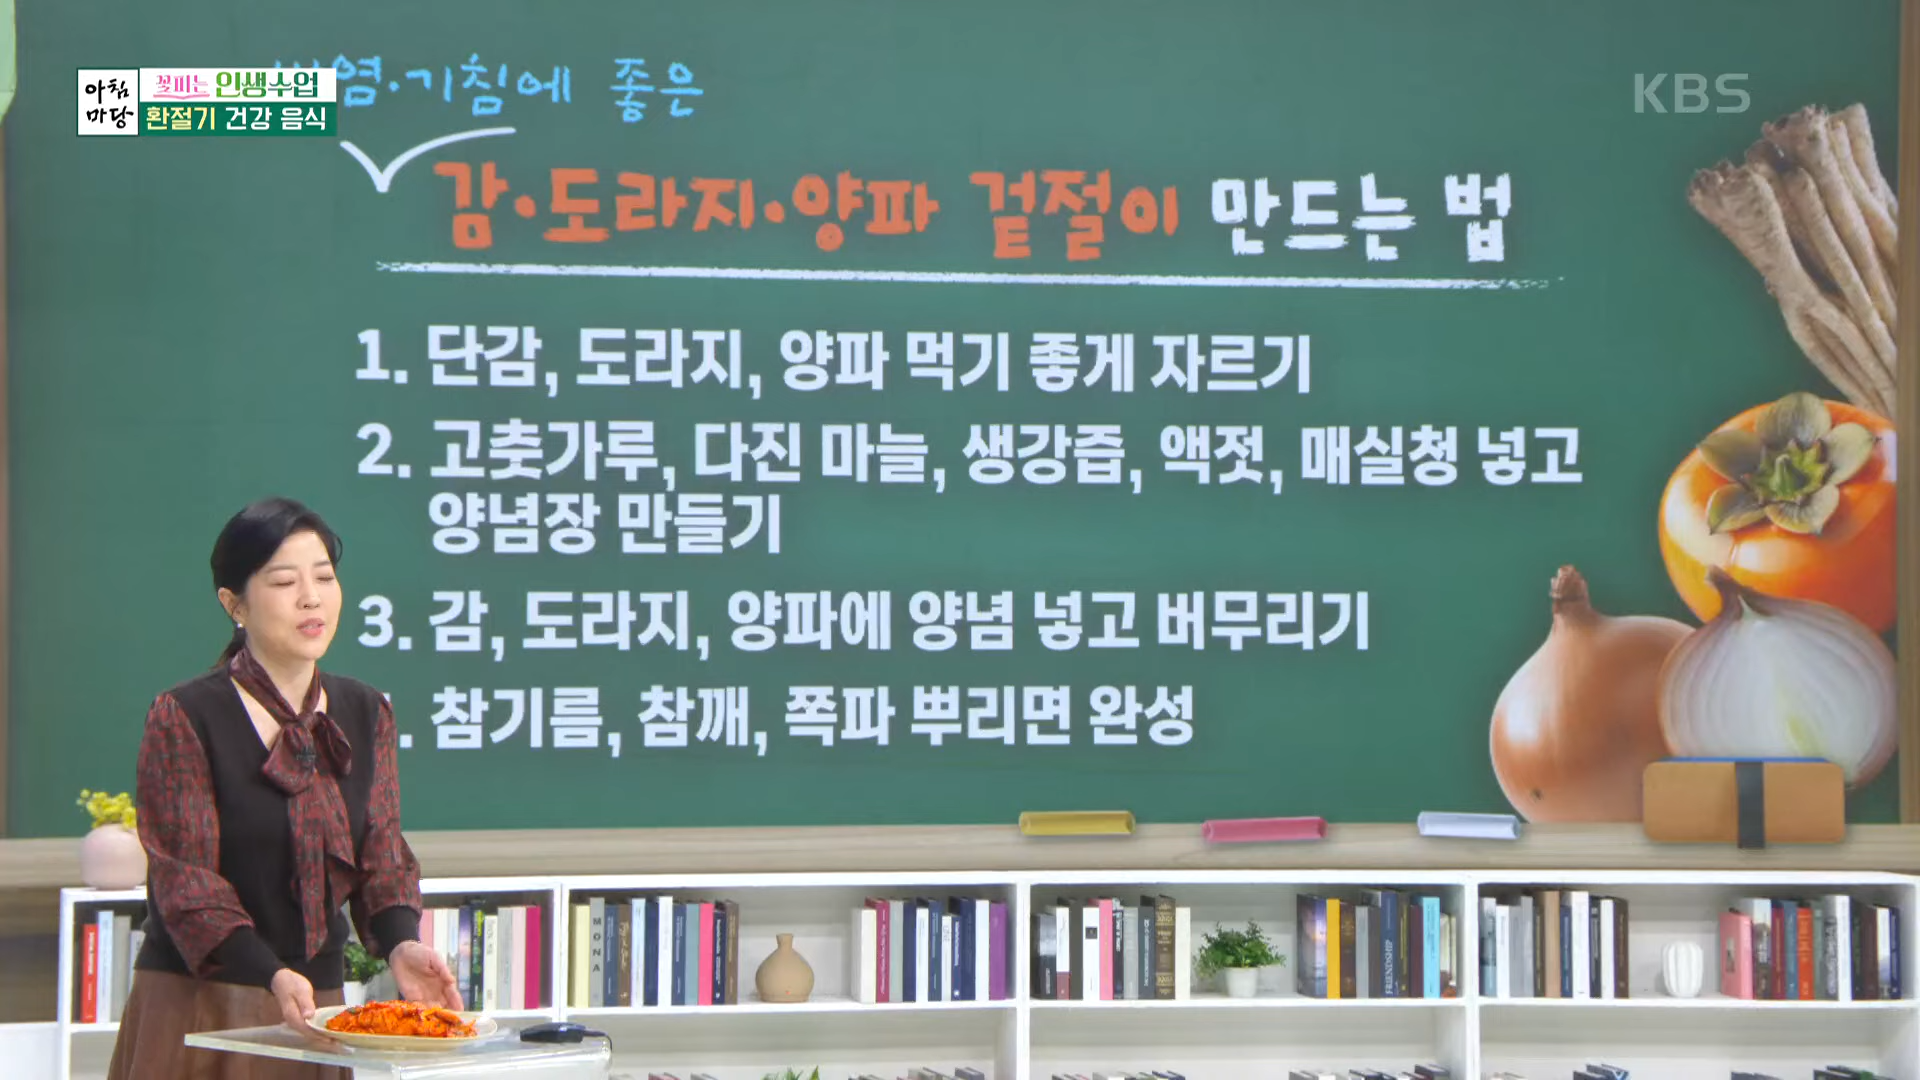 아침
마당
꽃피는 인생수업
환절기 건강 음식
KBS
염·기침에 좋은
감·도라지·양파 겉절이 만드는 법
1. 단감, 도라지, 양파 먹기 좋게 자르기
2. 고춧가루, 다진 마늘, 생강즙, 액젓, 매실청 넣고
양념장 만들기
3. 감, 도라지, 양파에 양념 넣고 버무리기
. 참기름, 참깨, 쪽파 뿌리면 완성
MONA
FRIENDSHIP